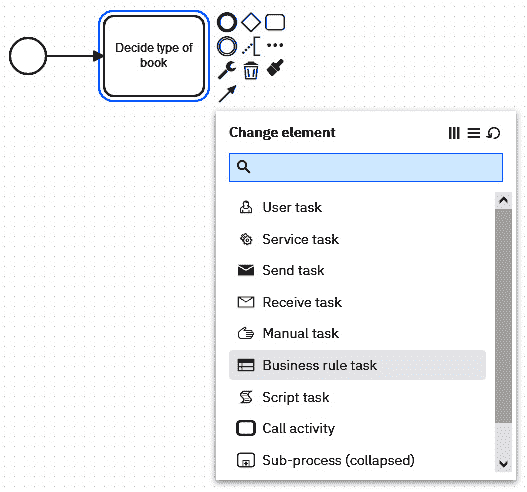 Decide type of
book
Change element
User task
Service task
Send task
Receive task
Manual task
Business rule task
Script task
Call activity
Sub-process (collapsed)